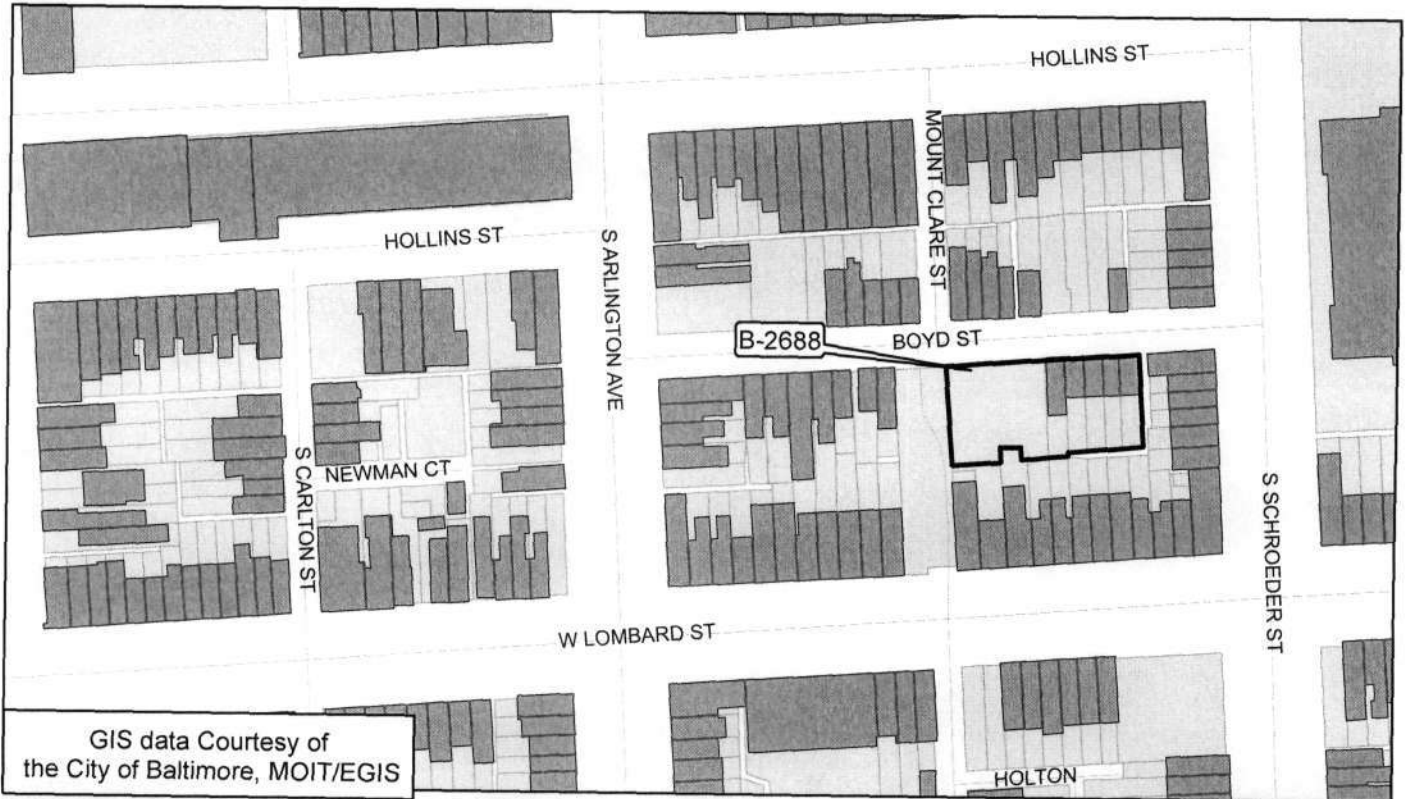 HOLLINS ST
MOUNT CLARE ST
HOLLINS ST
S ARLINGTON AVE
B-2688
BOYD ST
S CARLTON ST
NEWMAN CT
S SCHROEDER ST
W LOMBARD ST
GIS data Courtesy of
the City of Baltimore, MOIT/EGIS
HOLTON